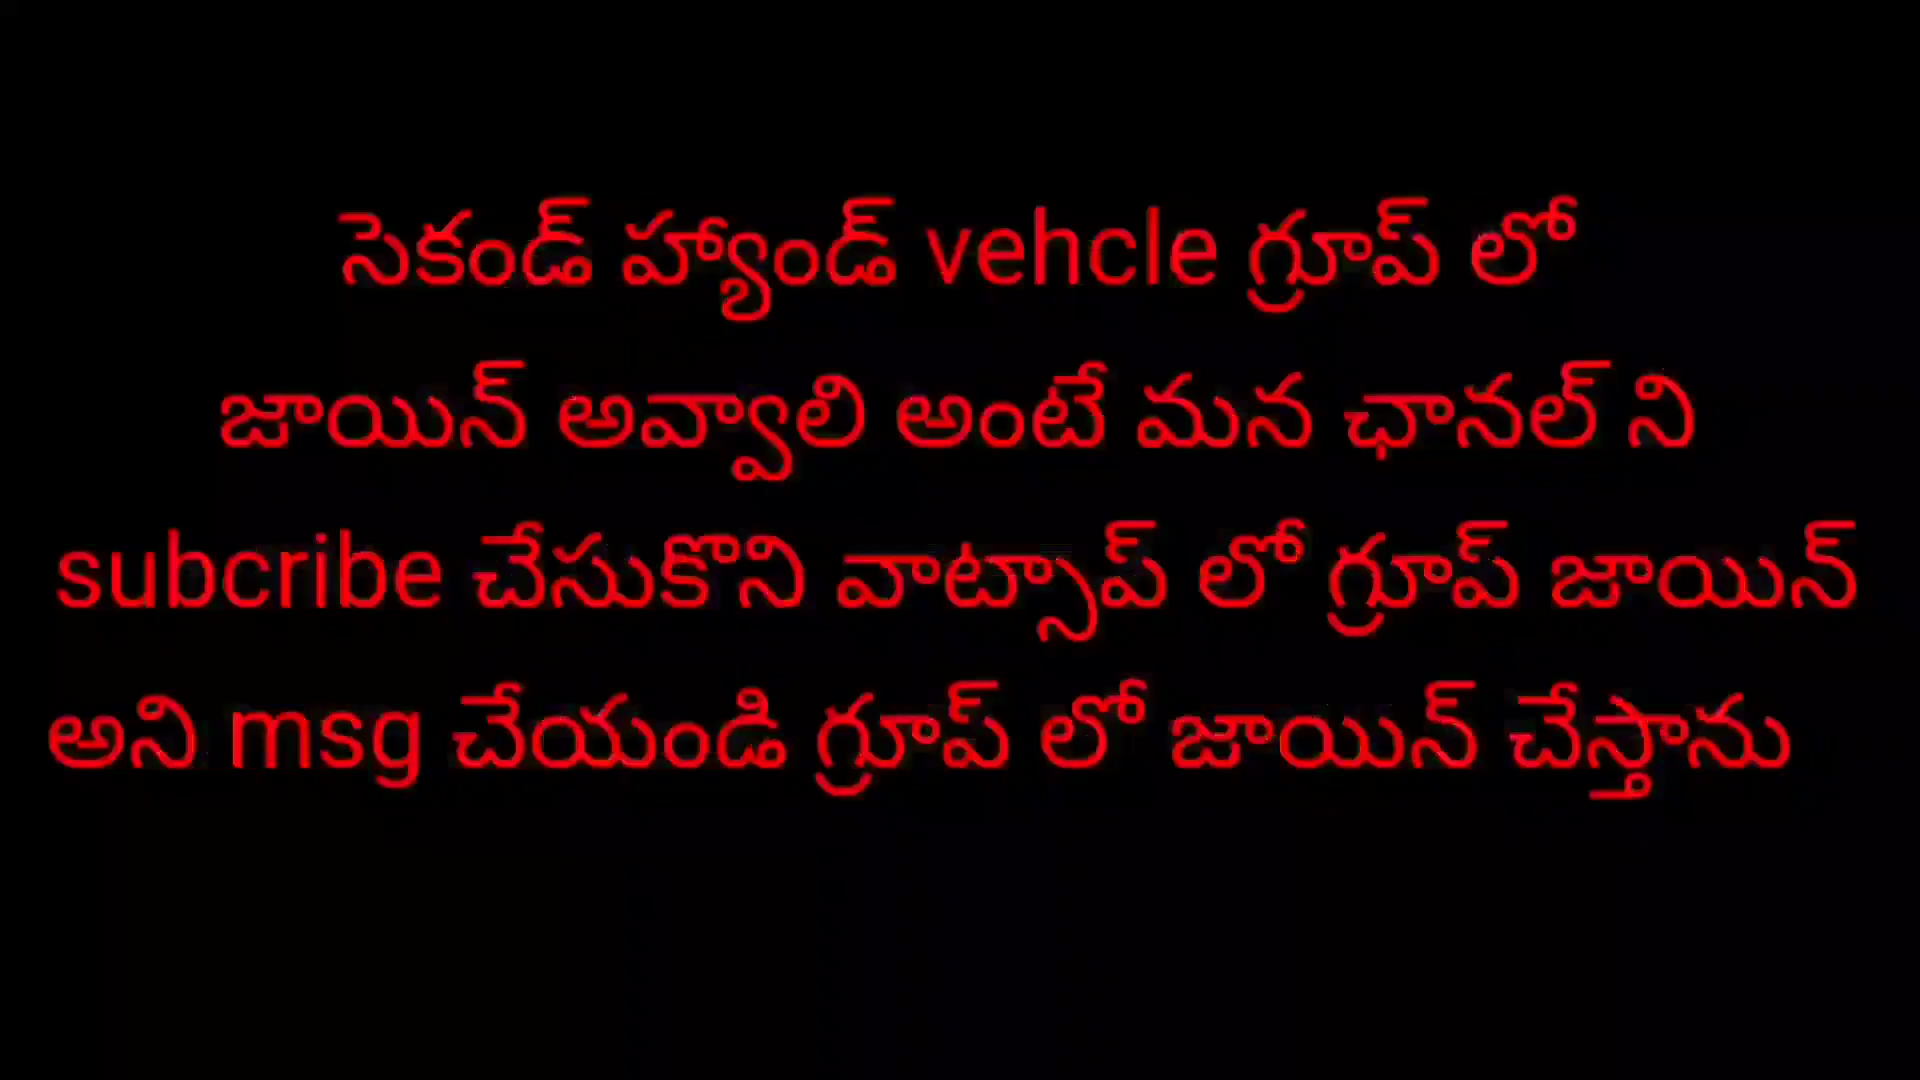 సెకండ్ హ్యాండ్ vehcle గ్రూప్ లో
జాయిన్ అవ్వాలి అంటే మన ఛానల్ ని
subcribe చేసుకొని వాట్సాప్ లో గ్రూప్ జాయిన్
అని msg చేయండి గ్రూప్ లో జాయిన్ చేస్తాను